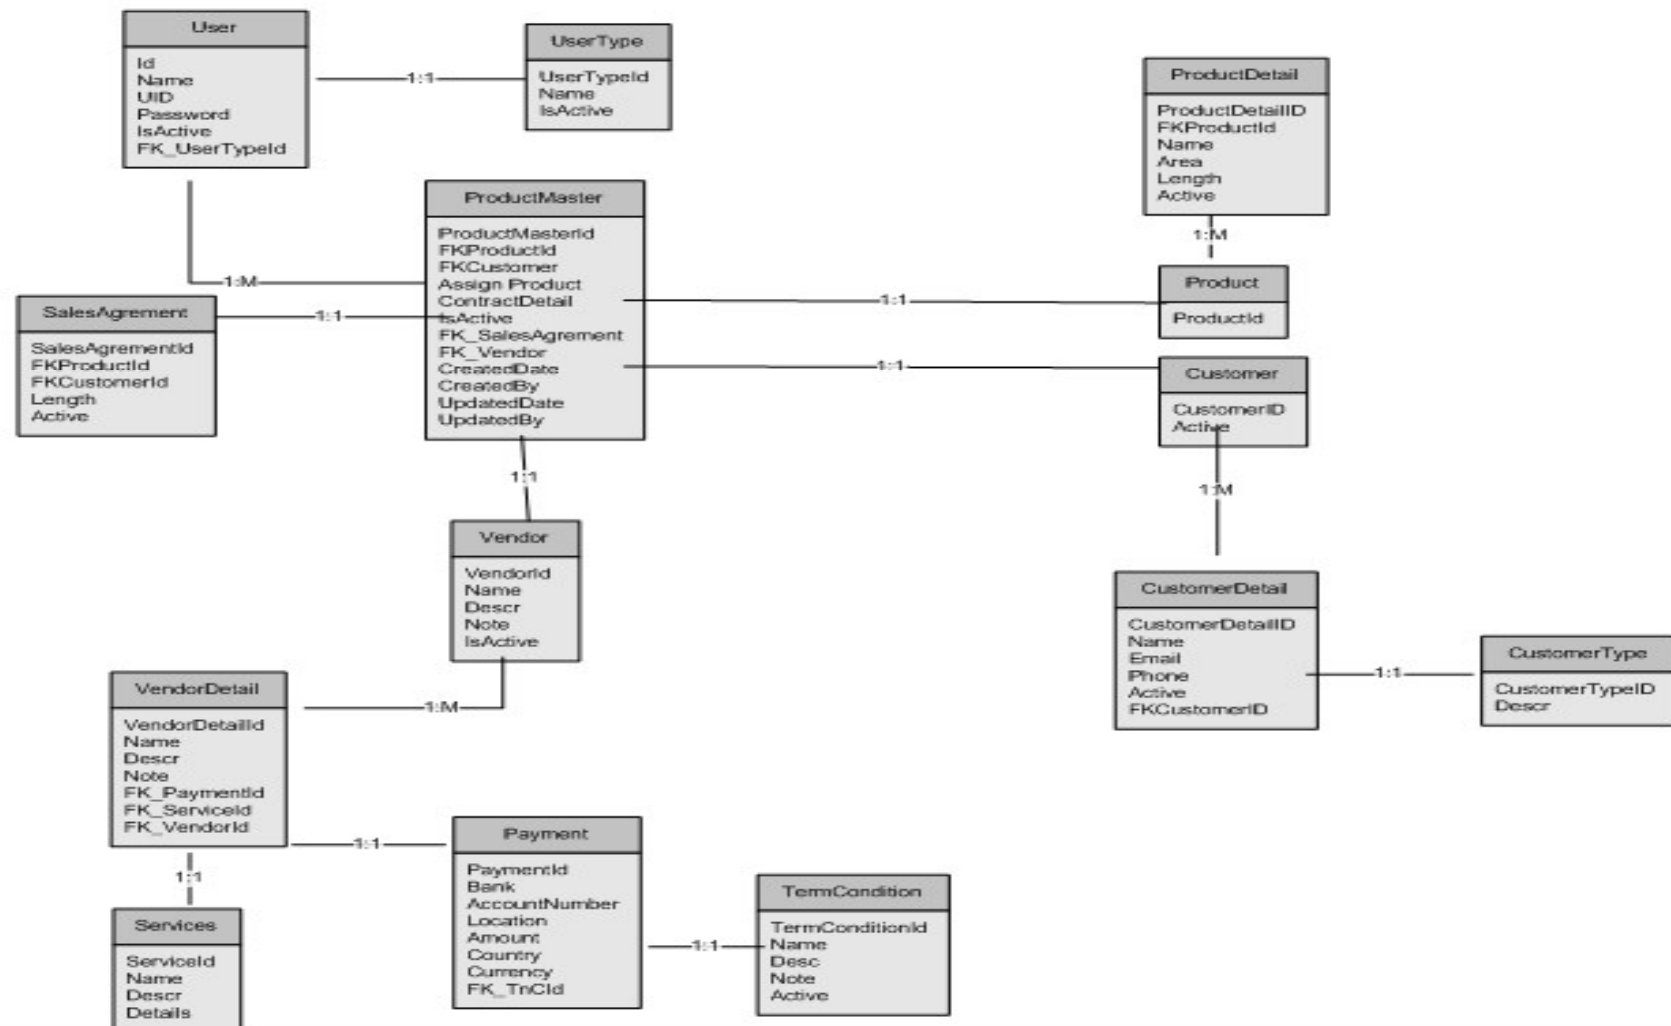 User
Id
Name
UID
Password
IsActive
FK_UserTypeId
1:1
UserType
UserTypeId
Name
IsActive
ProductDetail
ProductDetailID
FKProductId
Name
Area
Length
Active
1:M
ProductMaster
ProductMasterId
FKProductId
FKCustomer
Assign Product
ContractDetail
IsActive
FK_SalesAgrement
FK_Vendor
CreatedDate
CreatedBy
UpdatedDate
UpdatedBy
1:M
SalesAgrement
SalesAgrementId
FKProductId
FKCustomerId
Length
Active
1:1
1:1
Product
ProductId
1:1
Customer
CustomerID
Active
1:M
1:1
Vendor
VendorId
Name
Descr
Note
IsActive
CustomerDetail
CustomerDetailID
Name
Email
Phone
Active
FKCustomerID
1:1
CustomerType
CustomerTypeID
Descr
VendorDetail
VendorDetailId
Name
Descr
Note
FK_PaymentId
FK_ServiceId
FK_VendorId
1:M
1:1
1:1
Payment
PaymentId
Bank
AccountNumber
Location
Amount
Country
Currency
FK_TnCId
1:1
TermCondition
TermConditionId
Name
Desc
Note
Active
Services
ServiceId
Name
Descr
Details